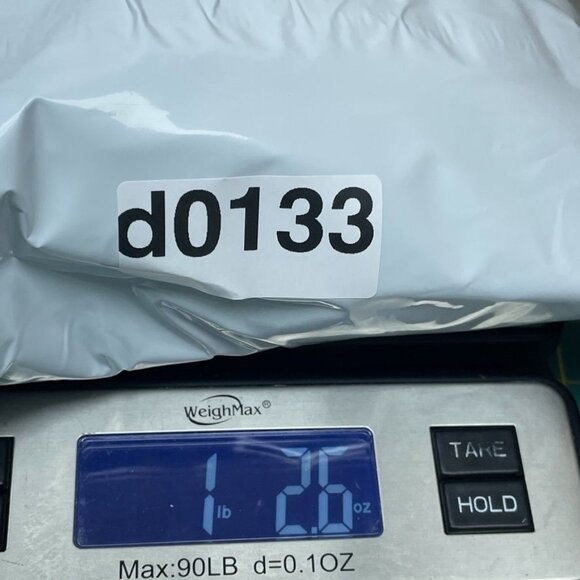 d0133
WeighMax®
1 lb 2.6 oz
TARE
HOLD
Max:90LB d=0.1OZ